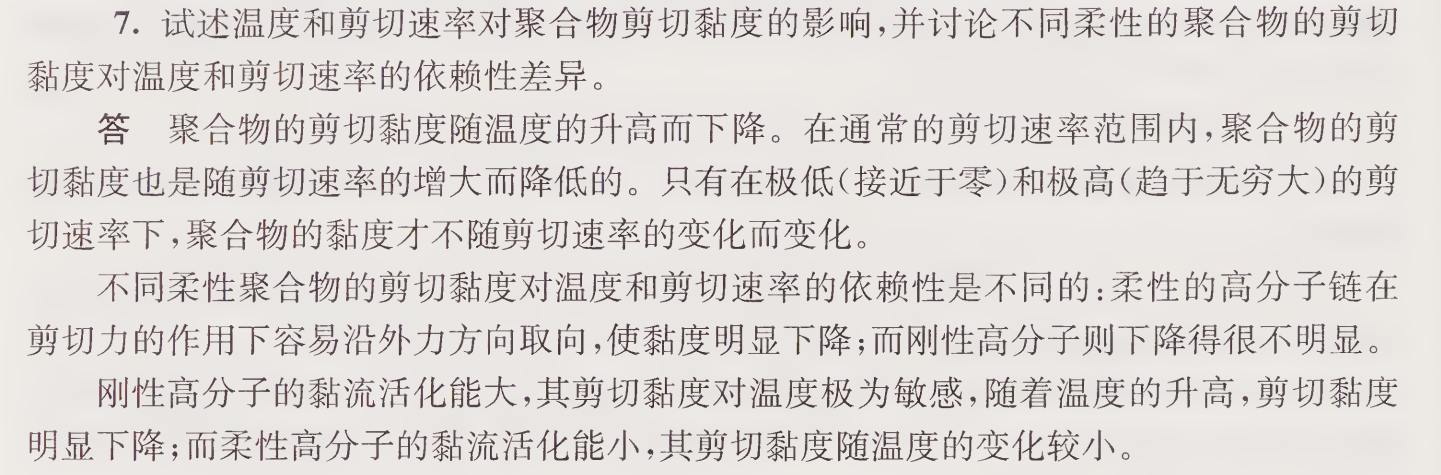 7. 试述温度和剪切速率对聚合物剪切黏度的影响,并讨论不同柔性的聚合物的剪切
黏度对温度和剪切速率的依赖性差异。
答 聚合物的剪切黏度随温度的升高而下降。在通常的剪切速率范围内,聚合物的剪
切黏度也是随剪切速率的增大而降低的。只有在极低(接近于零)和极高(趋于无穷大)的剪
切速率下,聚合物的黏度才不随剪切速率的变化而变化。
不同柔性聚合物的剪切黏度对温度和剪切速率的依赖性是不同的:柔性的高分子链在
剪切力的作用下容易沿外力方向取向,使黏度明显下降;而刚性高分子则下降得很不明显。
刚性高分子的黏流活化能大,其剪切黏度对温度极为敏感,随着温度的升高,剪切黏度
明显下降;而柔性高分子的黏流活化能小,其剪切黏度随温度的变化较小。